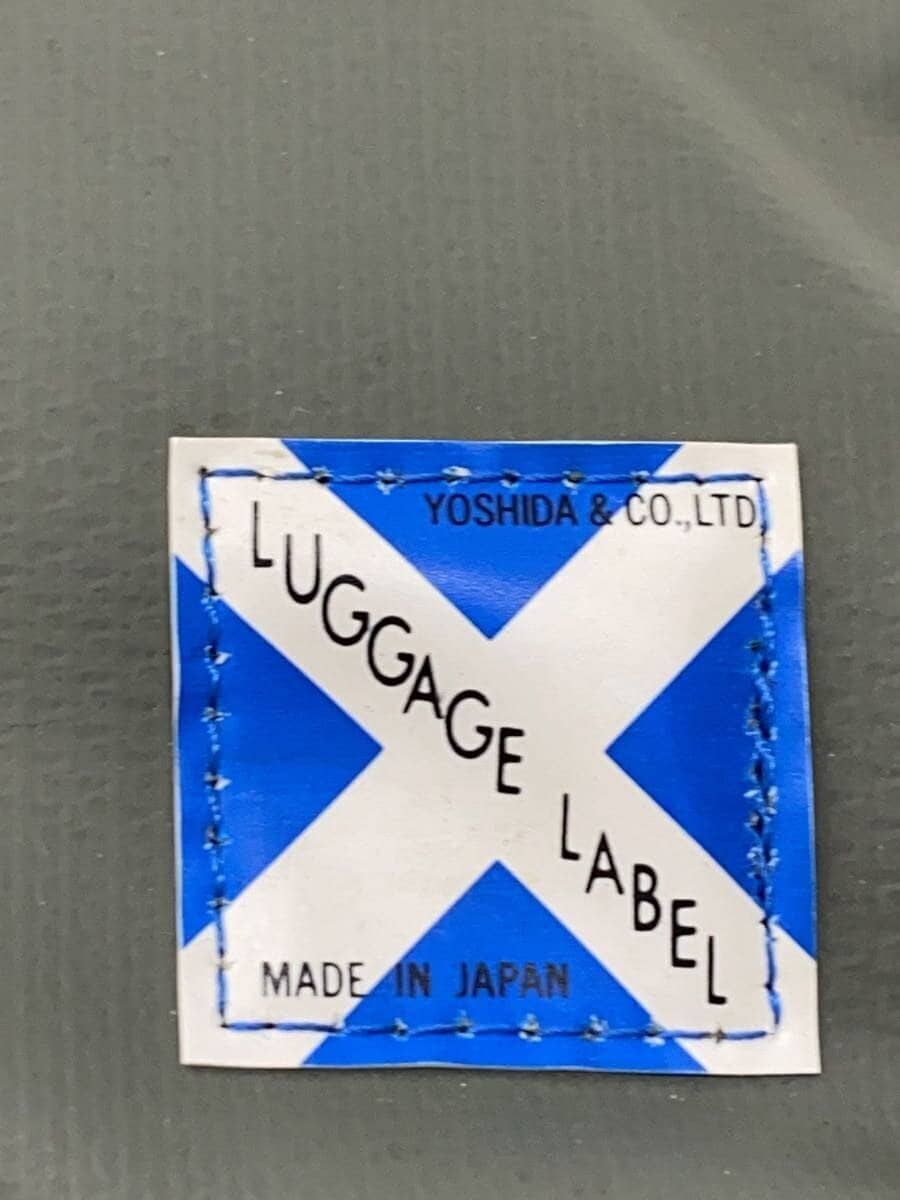 YOSHIDA & CO.,LTD
LUGGAGE LABEL
MADE IN JAPAN